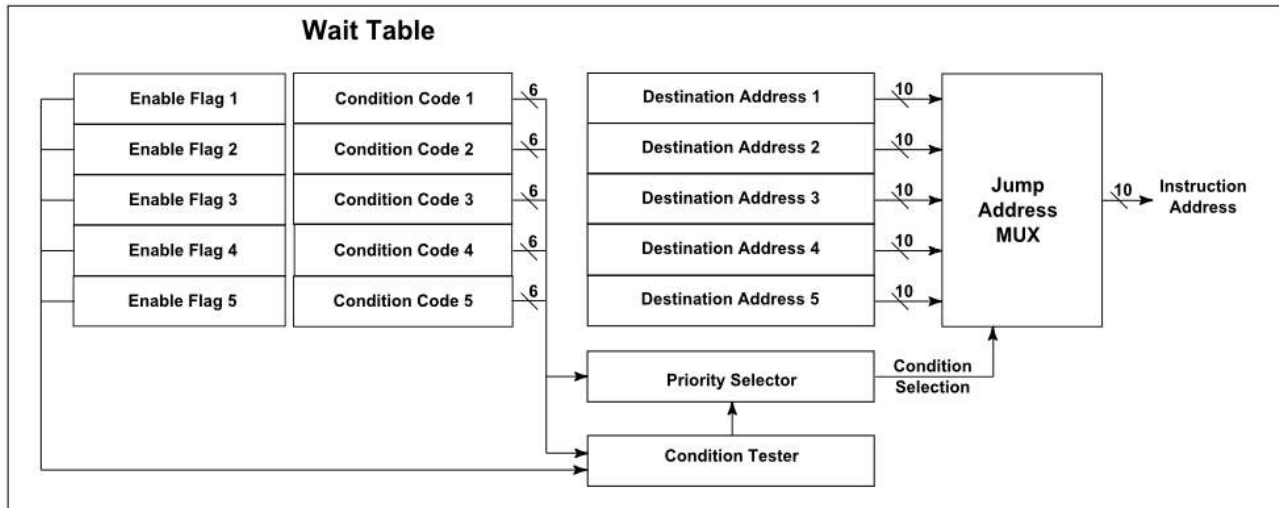 Wait Table
Enable Flag 1 Condition Code 1 6 Destination Address 1 10
Enable Flag 2 Condition Code 2 6 Destination Address 2 10
Enable Flag 3 Condition Code 3 6 Destination Address 3 10
Enable Flag 4 Condition Code 4 6 Destination Address 4 10
Enable Flag 5 Condition Code 5 6 Destination Address 5 10
Jump
Address
MUX
10 Instruction
Address
Priority Selector
Condition
Selection
Condition Tester